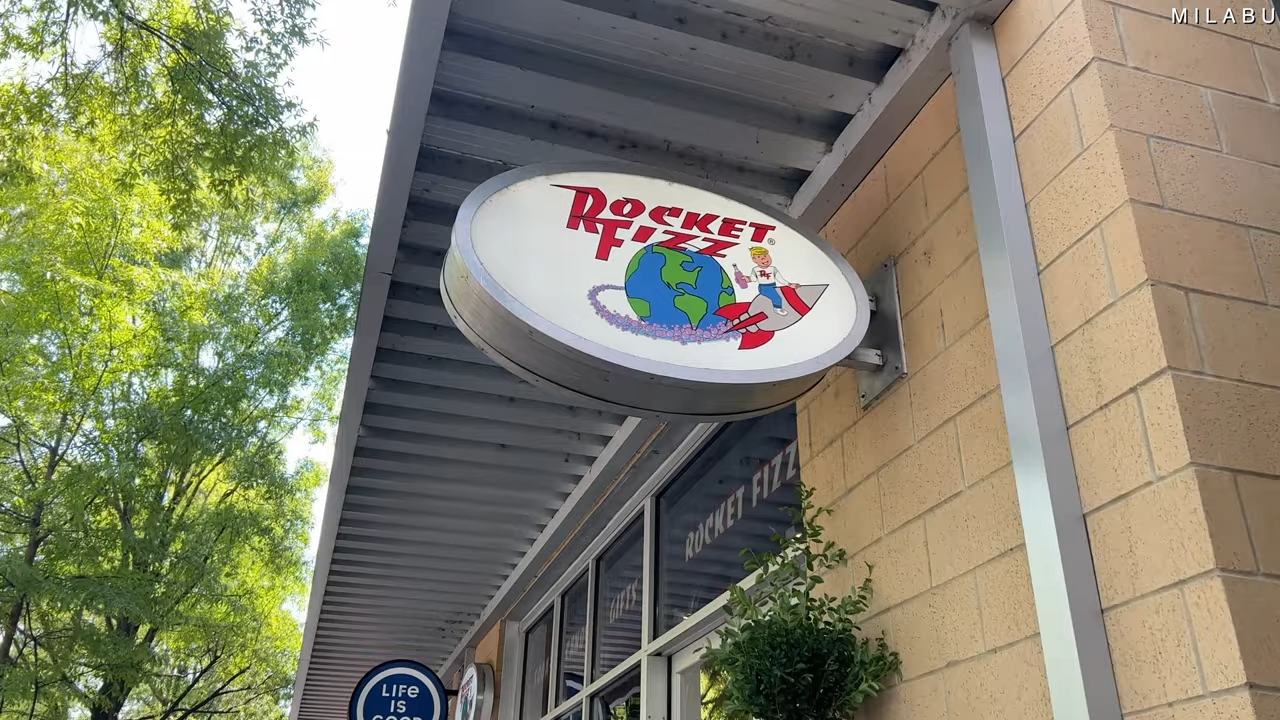 MILABU
ROCKET
FIZZ
®
RF
ROCKET FIZZ
GIFTS
LIFE
IS
GOOD